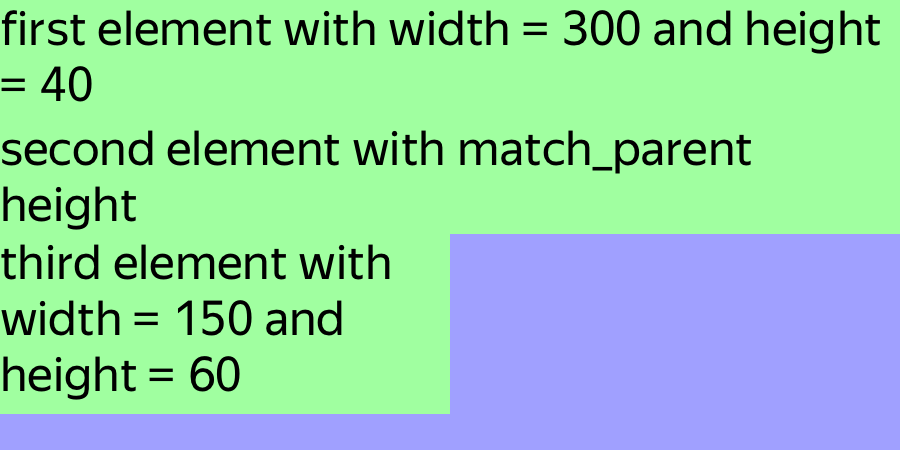 first element with width = 300 and height
= 40
second element with match_parent
height
third element with
width = 150 and
height = 60